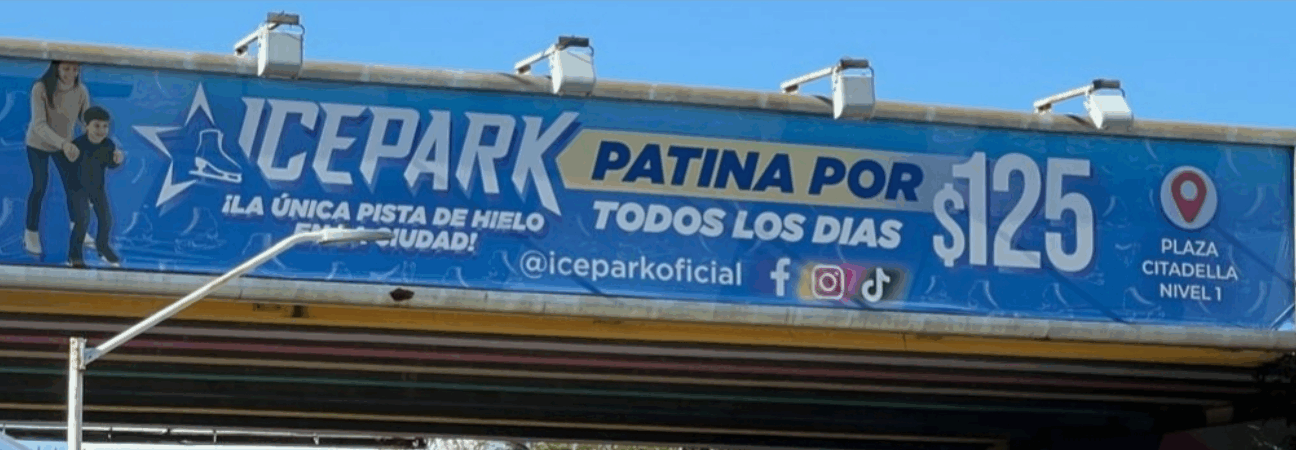 ICEPARK
¡LA ÚNICA PISTA DE HIELO
CIUDAD!
PATINA POR
TODOS LOS DIAS
$125
@iceparkoficial
PLAZA
CITADELLA
NIVEL 1